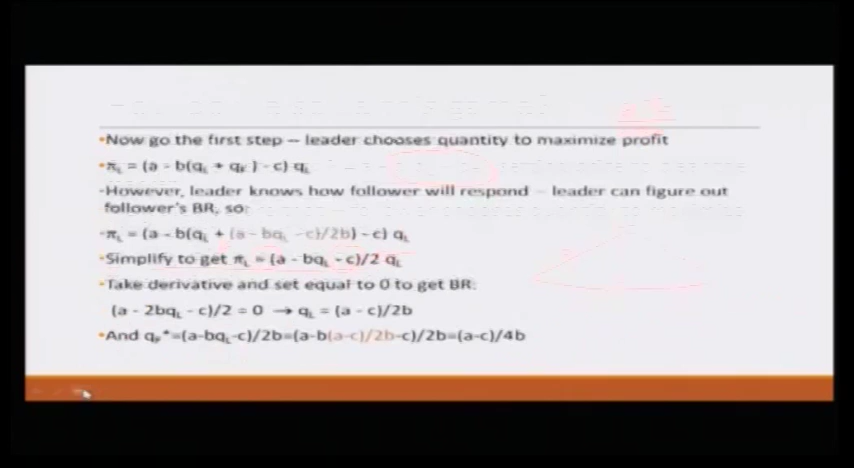 •Now go the first step – leader chooses quantity to maximize profit
•π_L = (a - b(q_L + q_F) - c) q_L
•However, leader knows how follower will respond – leader can figure out
follower's BR, so:
•π_L = (a - b(q_L + (a - bq_L - c)/2b) - c) q_L
•Simplify to get π_L = (a - bq_L - c)/2 q_L
•Take derivative and set equal to 0 to get BR:
(a - 2bq_L - c)/2 = 0 → q_L = (a - c)/2b
•And q_F*=(a-bq_L-c)/2b=(a-b(a-c)/2b-c)/2b=(a-c)/4b